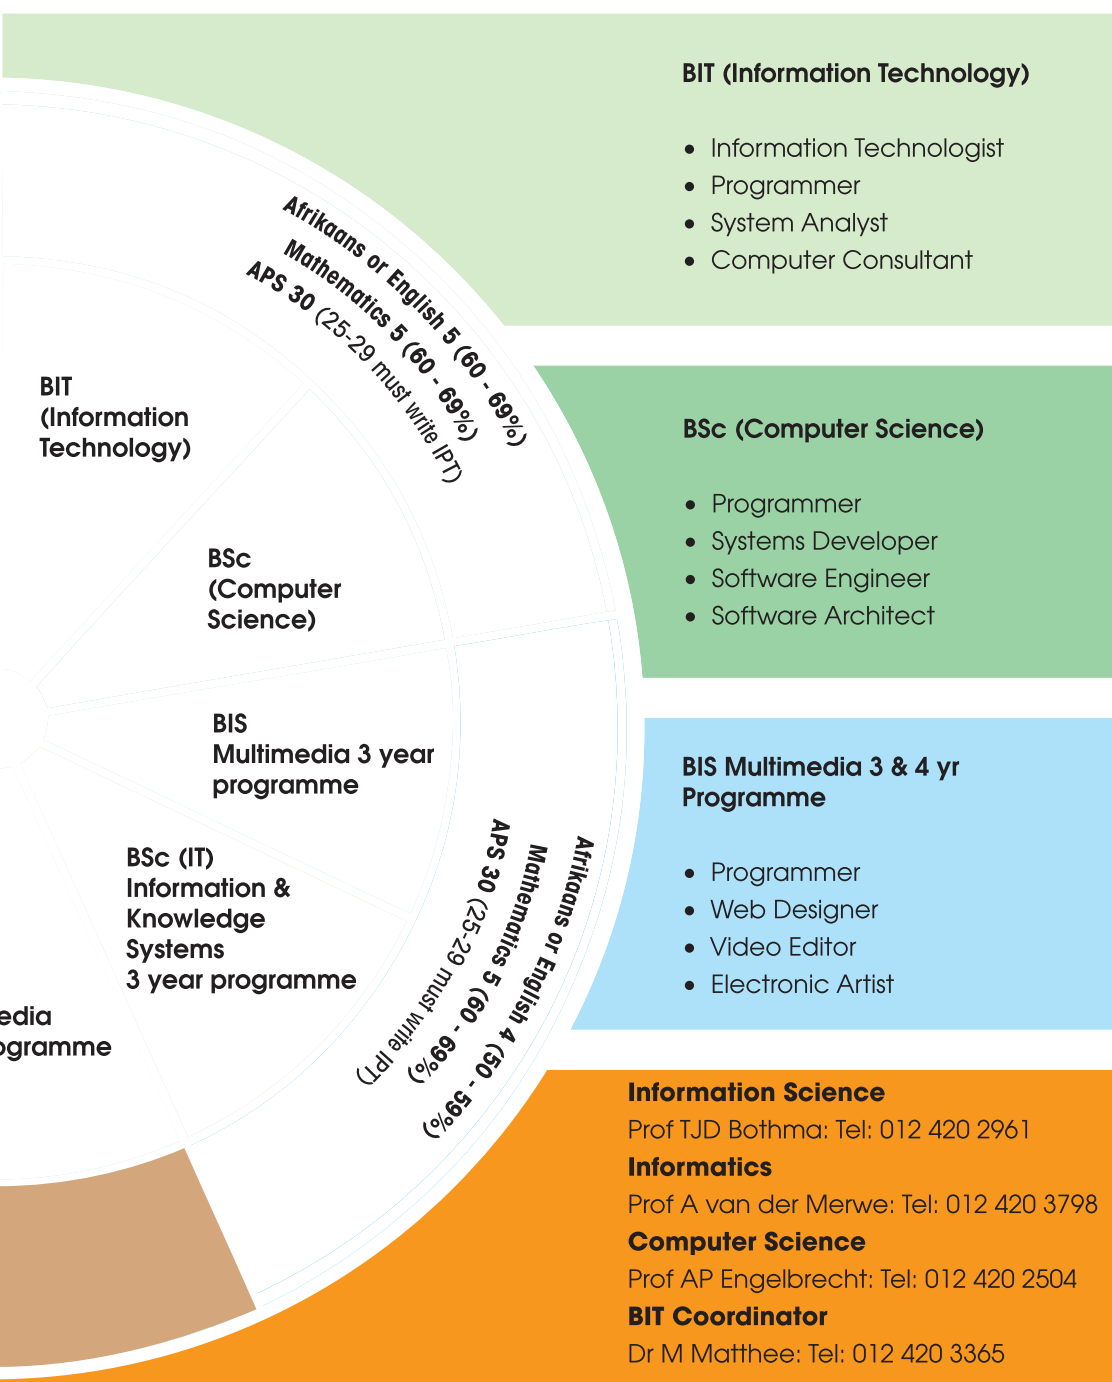 BIT (Information Technology)
• Information Technologist
• Programmer
• System Analyst
• Computer Consultant
Afrikaans or English 5 (60 - 69%)
Mathematics 5 (60 - 69%)
APS 30 (25-29 must write IPT)
BIT
(Information
Technology)
BSc (Computer Science)
• Programmer
• Systems Developer
• Software Engineer
• Software Architect
BSc
(Computer
Science)
BIS
Multimedia 3 year
programme
BIS Multimedia 3 & 4 yr
Programme
• Programmer
• Web Designer
• Video Editor
• Electronic Artist
APS 30 (25-29 must write IPT)
Mathematics 5 (60 - 69%)
Afrikaans or English 4 (50 - 59%)
BSc (IT)
Information &
Knowledge
Systems
3 year programme
edia
ogramme
Information Science
Prof TJD Bothma: Tel: 012 420 2961
Informatics
Prof A van der Merwe: Tel: 012 420 3798
Computer Science
Prof AP Engelbrecht: Tel: 012 420 2504
BIT Coordinator
Dr M Matthee: Tel: 012 420 3365